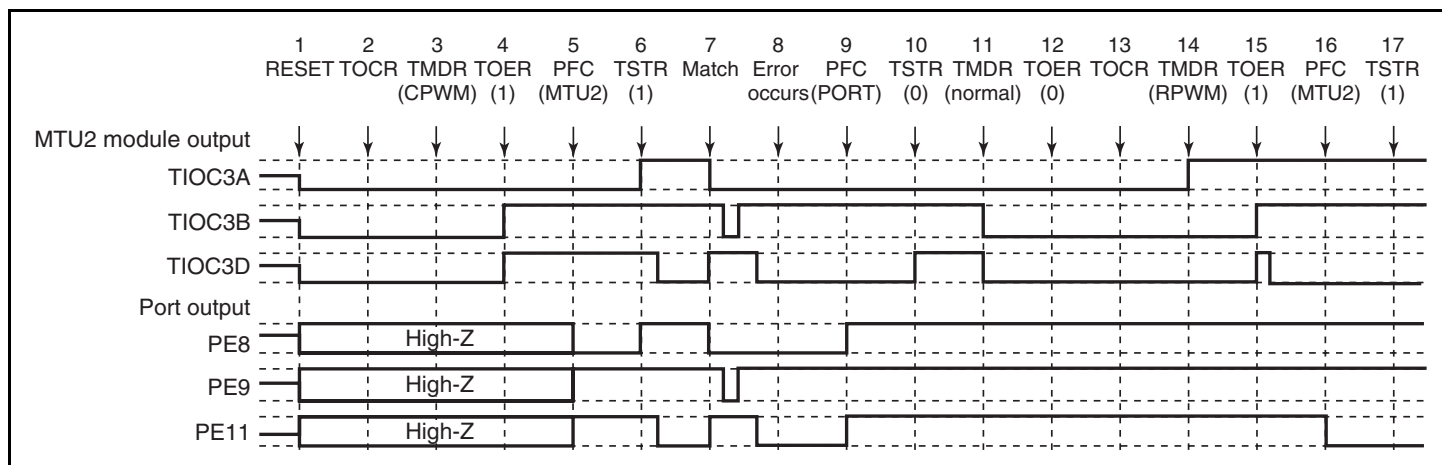 1 2 3 4 5 6 7 8 9 10 11 12 13 14 15 16 17
RESET TOCR TMDR TOER PFC TSTR Match Error PFC TSTR TMDR TOER TOCR TMDR TOER PFC TSTR
(CPWM) (1) (MTU2) (1) occurs (PORT) (0) (normal) (0) (RPWM) (1) (MTU2) (1)
MTU2 module output
TIOC3A
TIOC3B
TIOC3D
Port output
PE8 High-Z
PE9 High-Z
PE11 High-Z